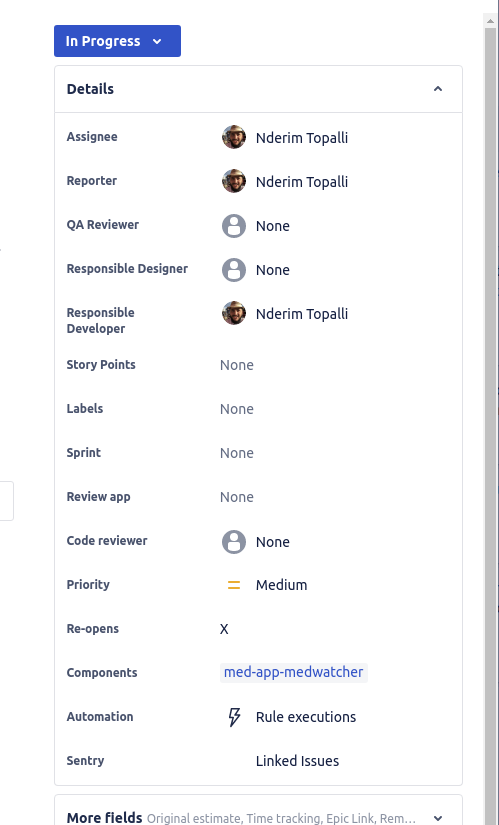 In Progress
Details
Assignee
Nderim Topalli
Reporter
Nderim Topalli
QA Reviewer
None
Responsible Designer
None
Responsible
Developer
Nderim Topalli
Story Points
None
Labels
None
Sprint
None
Review app
None
Code reviewer
None
Priority
Medium
Re-opens
X
Components
med-app-medwatcher
Automation
Rule executions
Sentry
Linked Issues
More fields Original estimate, Time tracking, Epic Link, Rem...